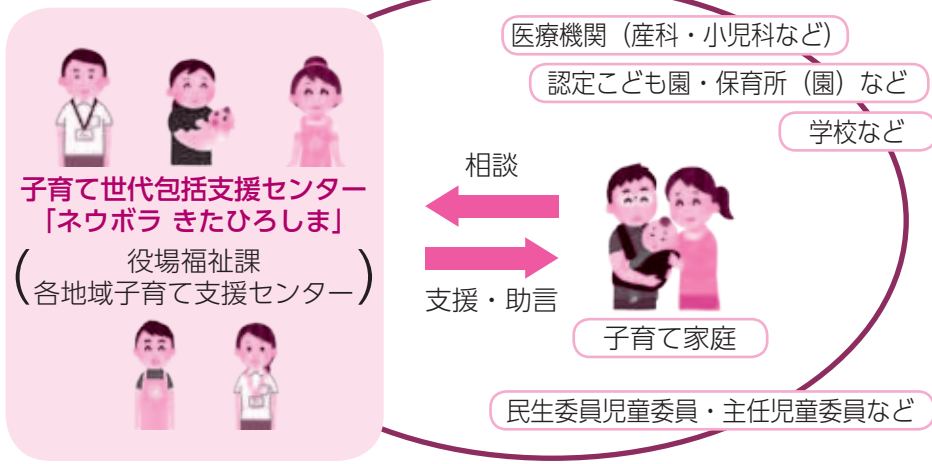 医療機関（産科・小児科など）
認定こども園・保育所（園）など
学校など
子育て世代包括支援センター
「ネウボラ きたひろしま」
（役場福祉課
各地域子育て支援センター）
相談
支援・助言
子育て家庭
民生委員児童委員・主任児童委員など